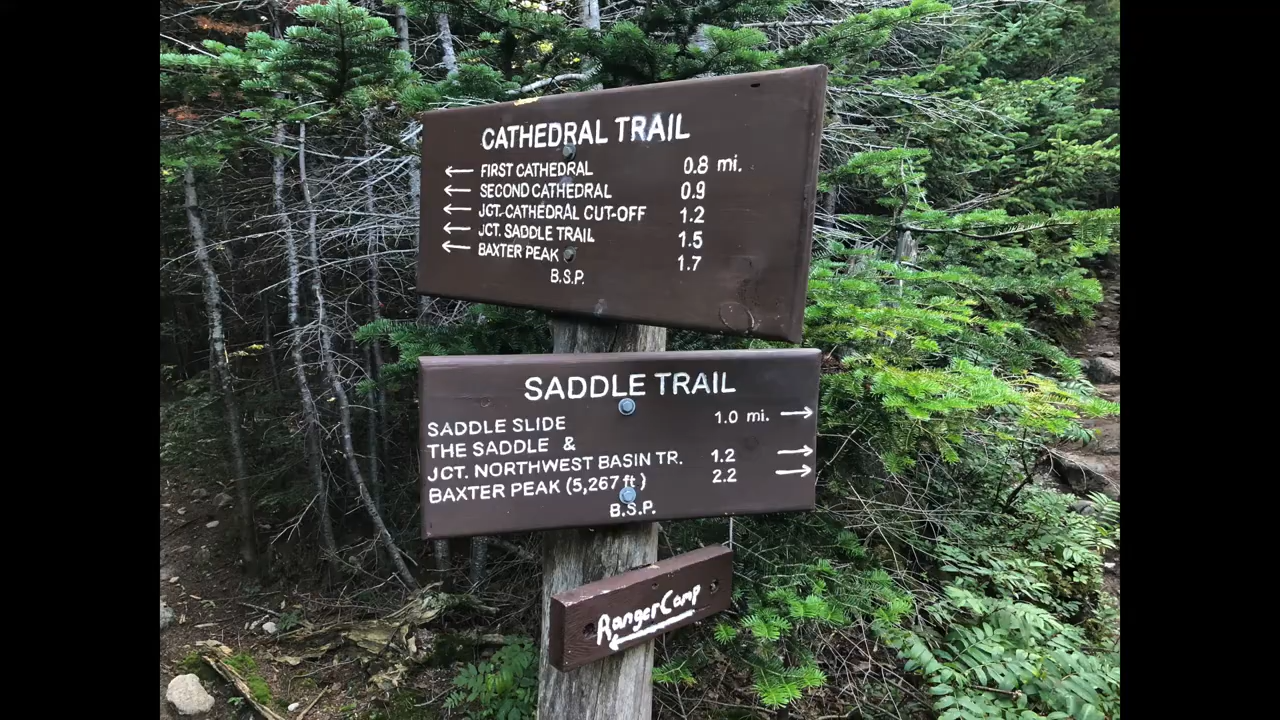 CATHEDRAL TRAIL
← FIRST CATHEDRAL 0.8 mi.
← SECOND CATHEDRAL 0.9
← JCT. CATHEDRAL CUT-OFF 1.2
← JCT. SADDLE TRAIL 1.5
← BAXTER PEAK 1.7
B.S.P.
SADDLE TRAIL
SADDLE SLIDE 1.0 mi. →
THE SADDLE &
JCT. NORTHWEST BASIN TR. 1.2 →
BAXTER PEAK (5,267 ft) 2.2 →
B.S.P.
Ranger Camp
←